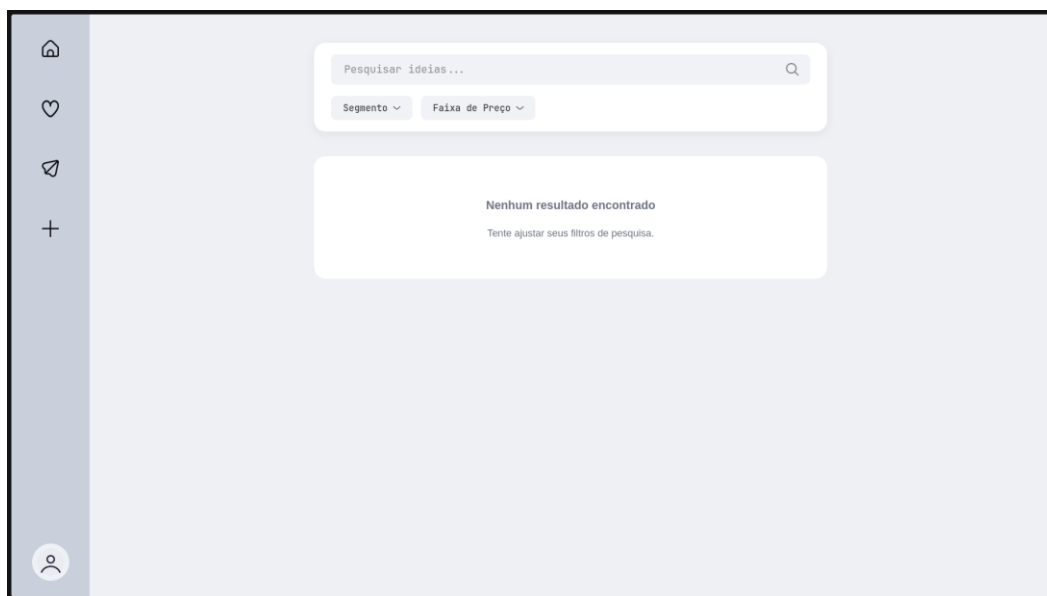 Pesquisar ideias...
Segmento
Faixa de Preço
Nenhum resultado encontrado
Tente ajustar seus filtros de pesquisa.